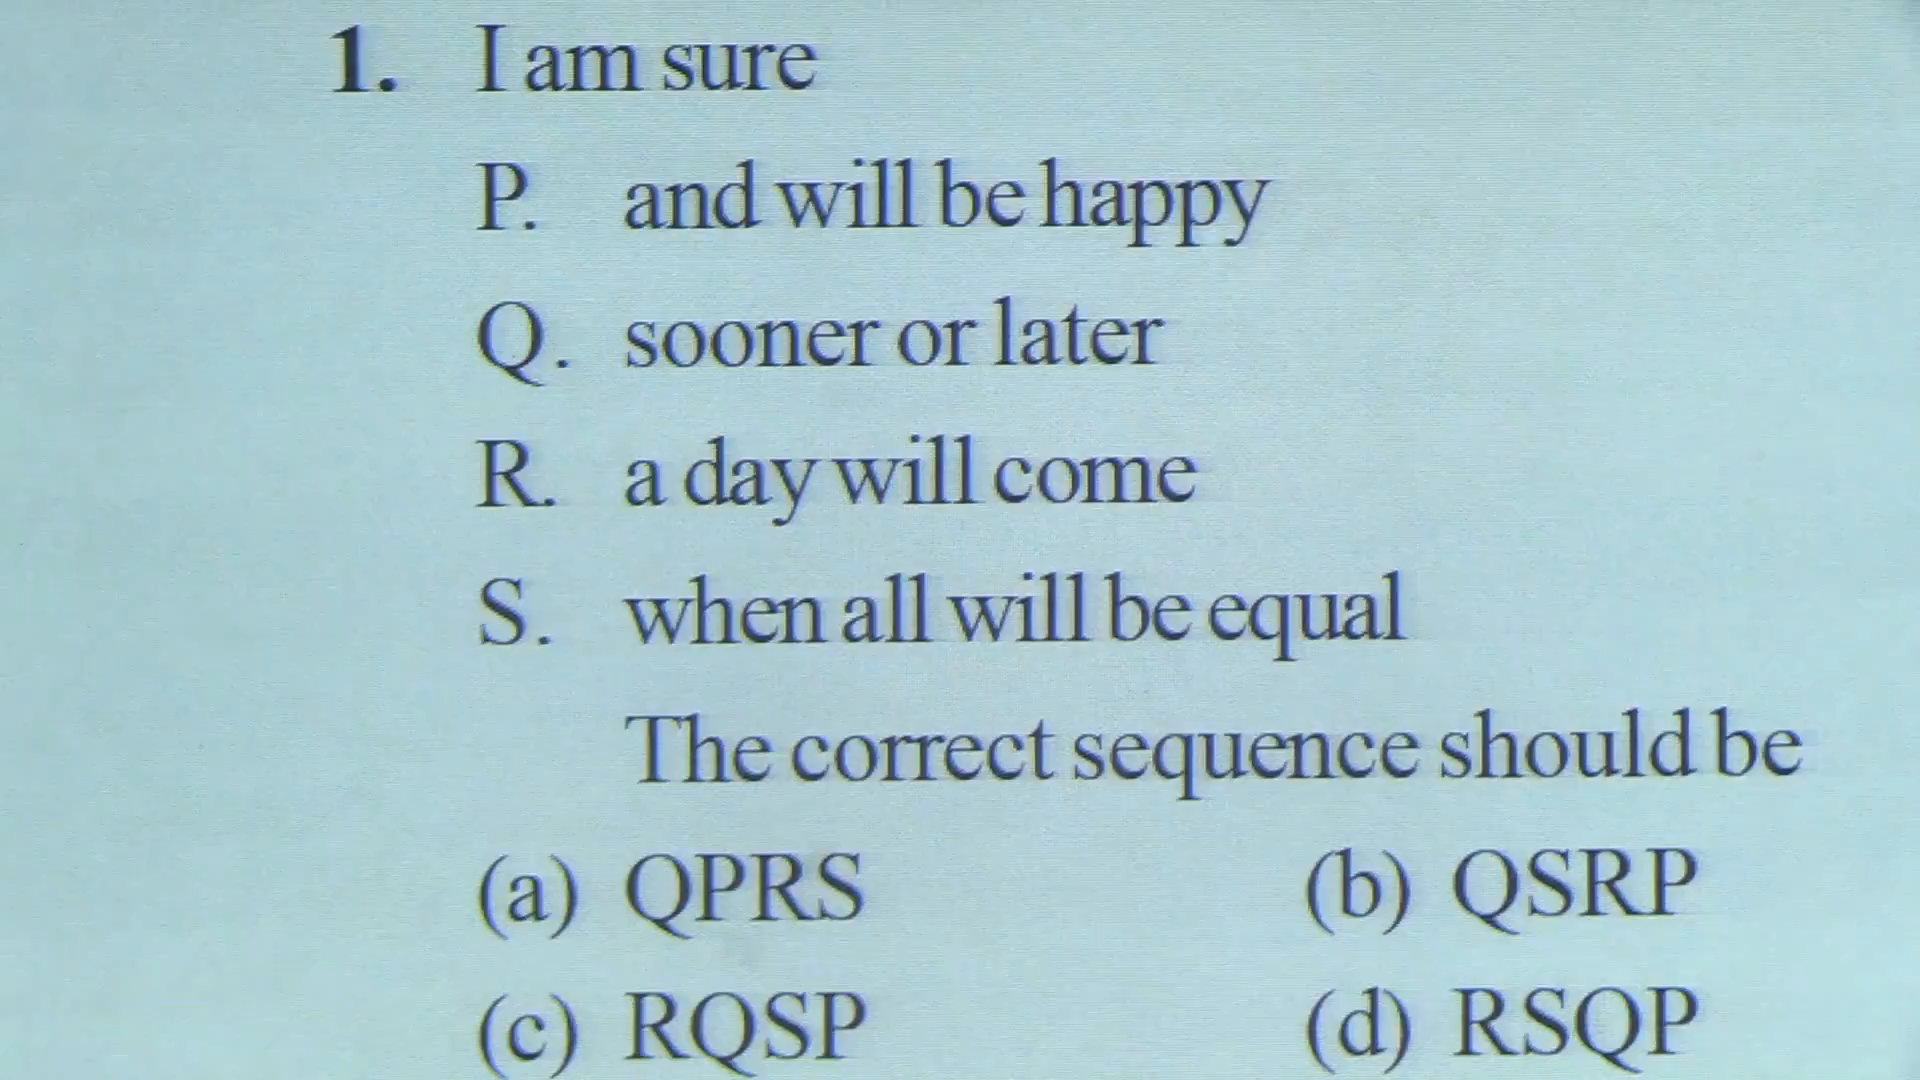 1. I am sure
P. and will be happy
Q. sooner or later
R. a day will come
S. when all will be equal
The correct sequence should be
(a) QPRS (b) QSRP
(c) RQSP (d) RSQP